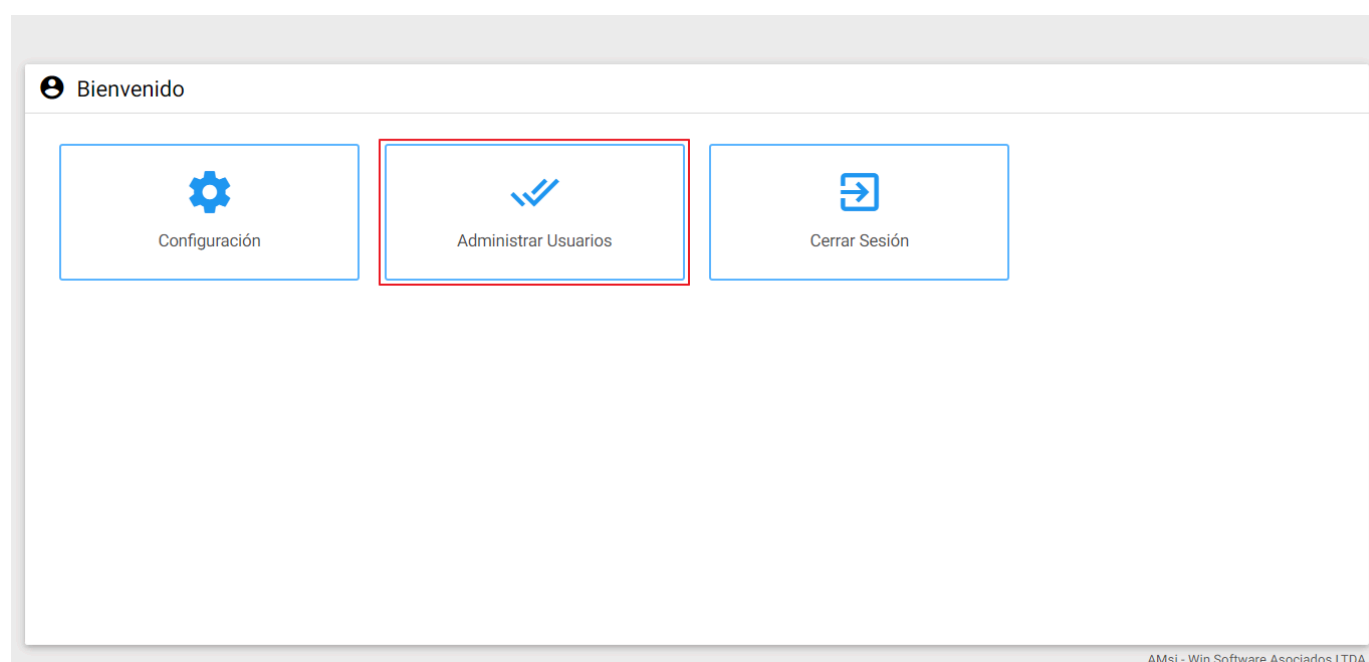 Bienvenido
Configuración
Administrar Usuarios
Cerrar Sesión
AMsi - Win Software Asociados LTDA